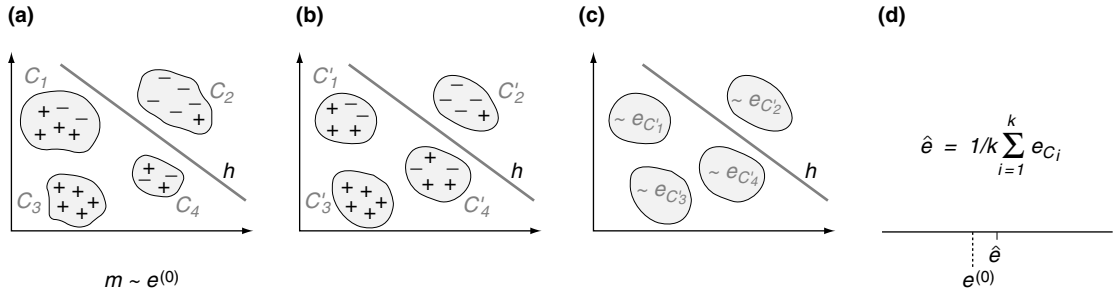 (a)
C1
C2
C3
C4
h
m ~ e(0)
(b)
C'1
C'2
C'3
C'4
h
(c)
~ eC'1
~ eC'2
~ eC'3
~ eC'4
h
(d)
ê = 1/k ∑ eCi
k
i=1
ê
e(0)